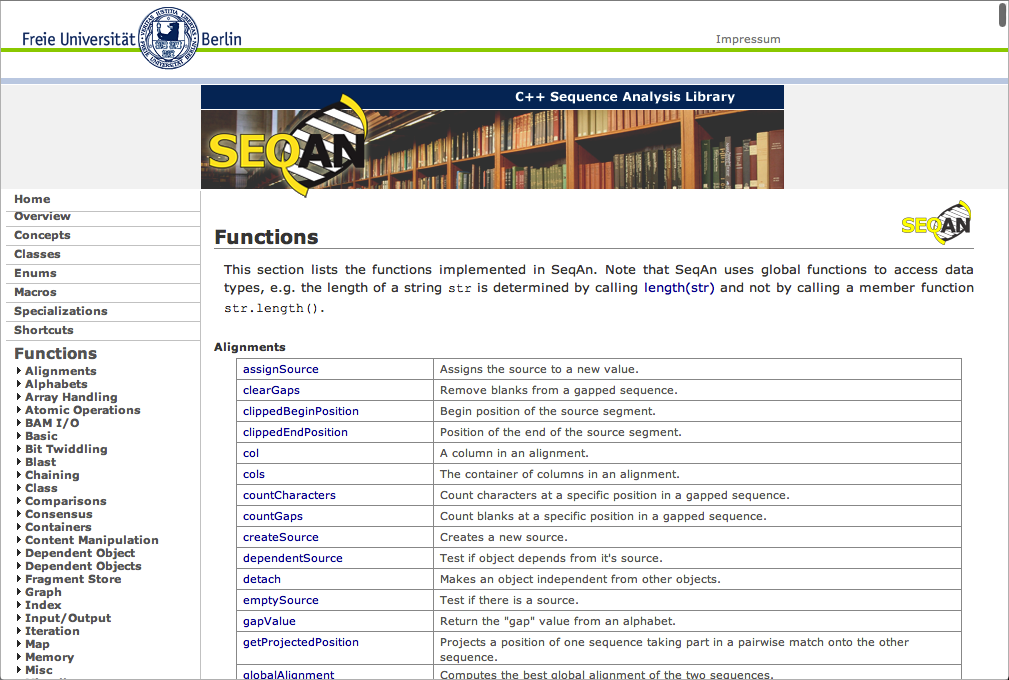 Freie Universität Berlin
Impressum
C++ Sequence Analysis Library
SEQAN
Home
Overview
Concepts
Classes
Enums
Macros
Specializations
Shortcuts
Functions
Alignments
Alphabets
Array Handling
Atomic Operations
BAM I/O
Basic
Bit Twiddling
Blast
Chaining
Class
Comparisons
Consensus
Containers
Content Manipulation
Dependent Object
Dependent Objects
Fragment Store
Graph
Index
Input/Output
Iteration
Map
Memory
Misc
SEQAN
Functions
This section lists the functions implemented in SeqAn. Note that SeqAn uses global functions to access data
types, e.g. the length of a string str is determined by calling length(str) and not by calling a member function
str.length().
Alignments
assignSource Assigns the source to a new value.
clearGaps Remove blanks from a gapped sequence.
clippedBeginPosition Begin position of the source segment.
clippedEndPosition Position of the end of the source segment.
col A column in an alignment.
cols The container of columns in an alignment.
countCharacters Count characters at a specific position in a gapped sequence.
countGaps Count blanks at a specific position in a gapped sequence.
createSource Creates a new source.
dependentSource Test if object depends from it's source.
detach Makes an object independent from other objects.
emptySource Test if there is a source.
gapValue Return the "gap" value from an alphabet.
getProjectedPosition Projects a position of one sequence taking part in a pairwise match onto the other
sequence.
globalAlignment Computes the best global alignment of the two sequences.